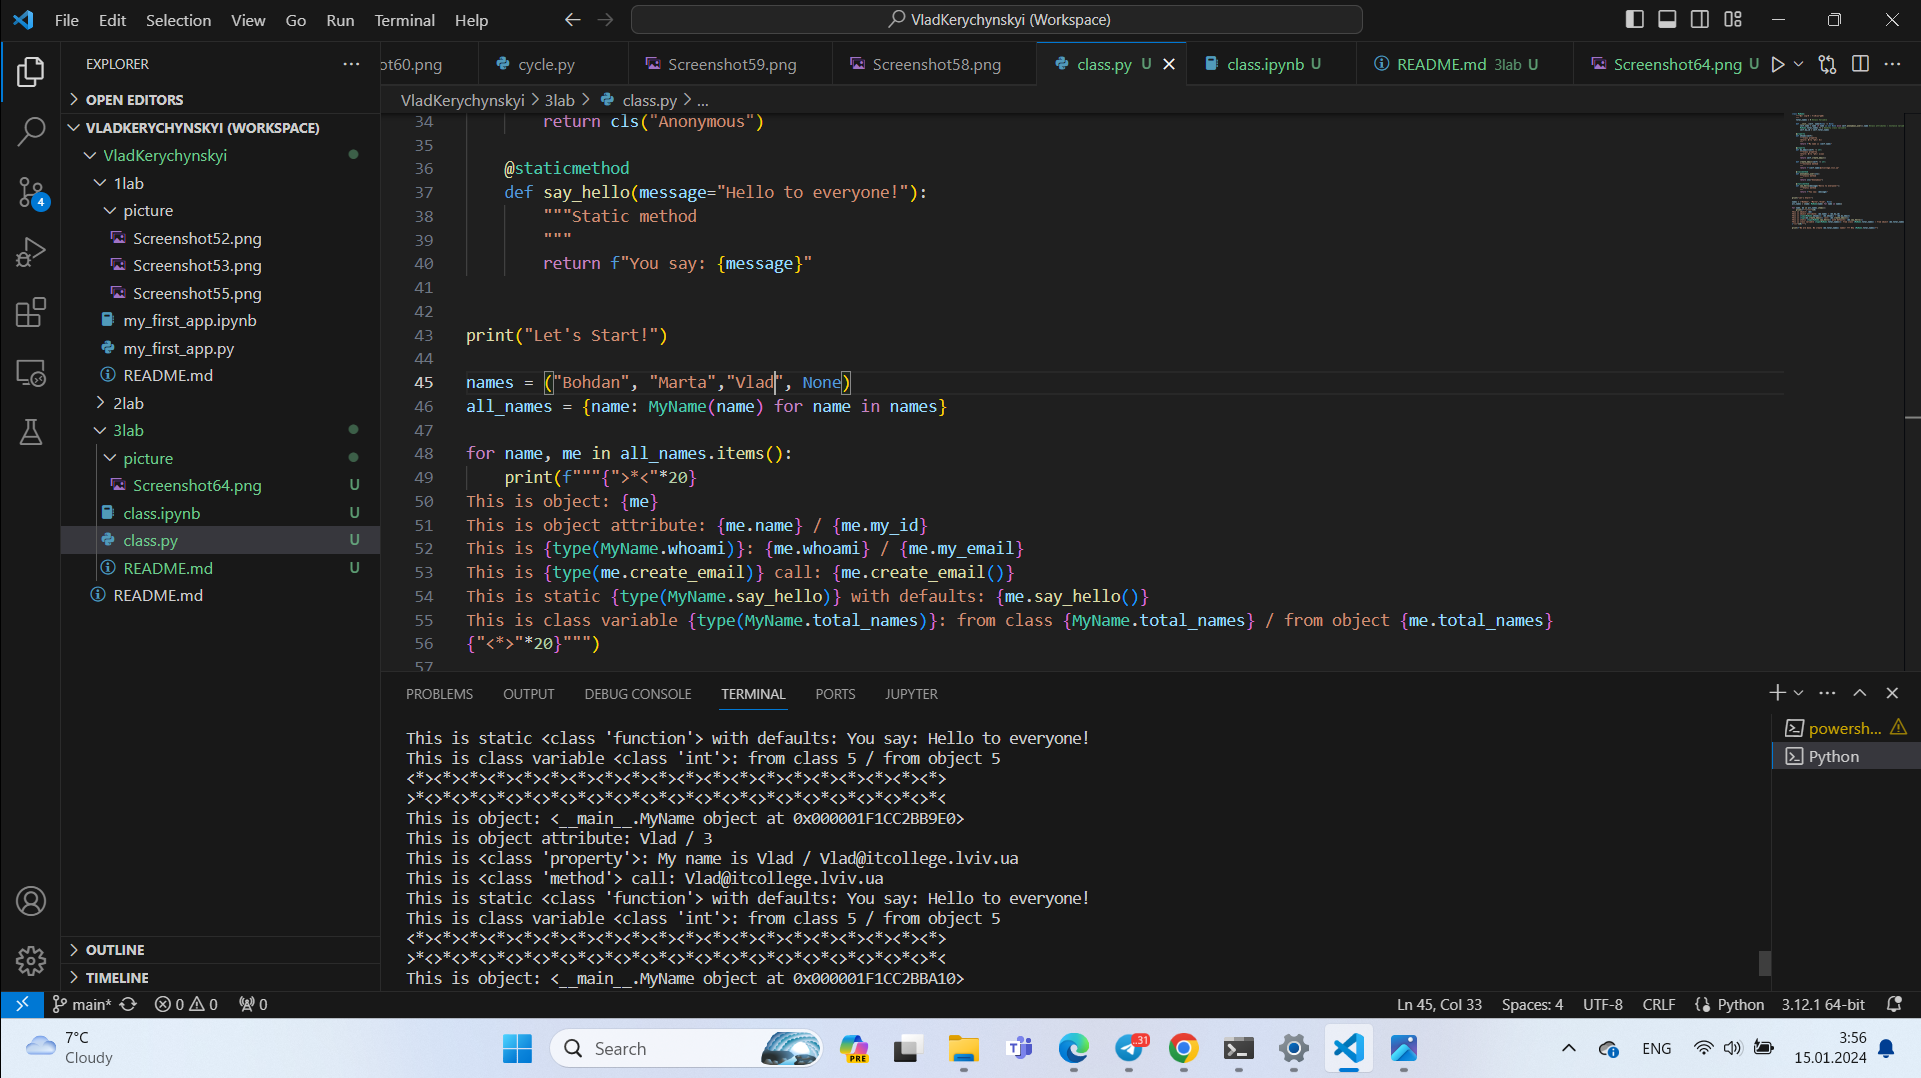 File Edit Selection View Go Run Terminal Help
VladKerychynskyi (Workspace)
EXPLORER
OPEN EDITORS
VLADKERYCHYNSKYI (WORKSPACE)
VladKerychynskyi
1lab
picture
Screenshot52.png
Screenshot53.png
Screenshot55.png
my_first_app.ipynb
my_first_app.py
README.md
2lab
3lab
picture
Screenshot64.png U
class.ipynb U
class.py U
README.md U
README.md
OUTLINE
TIMELINE
4
ot60.png cycle.py Screenshot59.png Screenshot58.png class.py U class.ipynb U README.md 3lab U Screenshot64.png U
VladKerychynskyi > 3lab > class.py > ...
34 return cls("Anonymous")
35
36 @staticmethod
37 def say_hello(message="Hello to everyone!"):
38 """Static method
39 """
40 return f"You say: {message}"
41
42
43 print("Let's Start!")
44
45 names = ("Bohdan", "Marta","Vlad", None)
46 all_names = {name: MyName(name) for name in names}
47
48 for name, me in all_names.items():
49 print(f"""{">*<"*20}
50 This is object: {me}
51 This is object attribute: {me.name} / {me.my_id}
52 This is {type(MyName.whoami)}: {me.whoami} / {me.my_email}
53 This is {type(me.create_email)} call: {me.create_email()}
54 This is static {type(MyName.say_hello)} with defaults: {me.say_hello()}
55 This is class variable {type(MyName.total_names)}: from class {MyName.total_names} / from object {me.total_names}
56 {"<*>"*20}""")
57
PROBLEMS OUTPUT DEBUG CONSOLE TERMINAL PORTS JUPYTER
This is static <class 'function'> with defaults: You say: Hello to everyone!
This is class variable <class 'int'>: from class 5 / from object 5
<*><*><*><*><*><*><*><*><*><*><*><*><*><*><*><*><*><*><*><*>
>*<>*<>*<>*<>*<>*<>*<>*<>*<>*<>*<>*<>*<>*<>*<>*<>*<>*<>*<>*<
This is object: <__main__.MyName object at 0x000001F1CC2BB9E0>
This is object attribute: Vlad / 3
This is <class 'property'>: My name is Vlad / Vlad@itcollege.lviv.ua
This is <class 'method'> call: Vlad@itcollege.lviv.ua
This is static <class 'function'> with defaults: You say: Hello to everyone!
This is class variable <class 'int'>: from class 5 / from object 5
<*><*><*><*><*><*><*><*><*><*><*><*><*><*><*><*><*><*><*><*>
>*<>*<>*<>*<>*<>*<>*<>*<>*<>*<>*<>*<>*<>*<>*<>*<>*<>*<>*<>*<
This is object: <__main__.MyName object at 0x000001F1CC2BBA10>
powersh...
Python
main* 0 0 0 Ln 45, Col 33 Spaces: 4 UTF-8 CRLF Python 3.12.1 64-bit
7°C
Cloudy
Search
PRE
31
ENG
3:56
15.01.2024